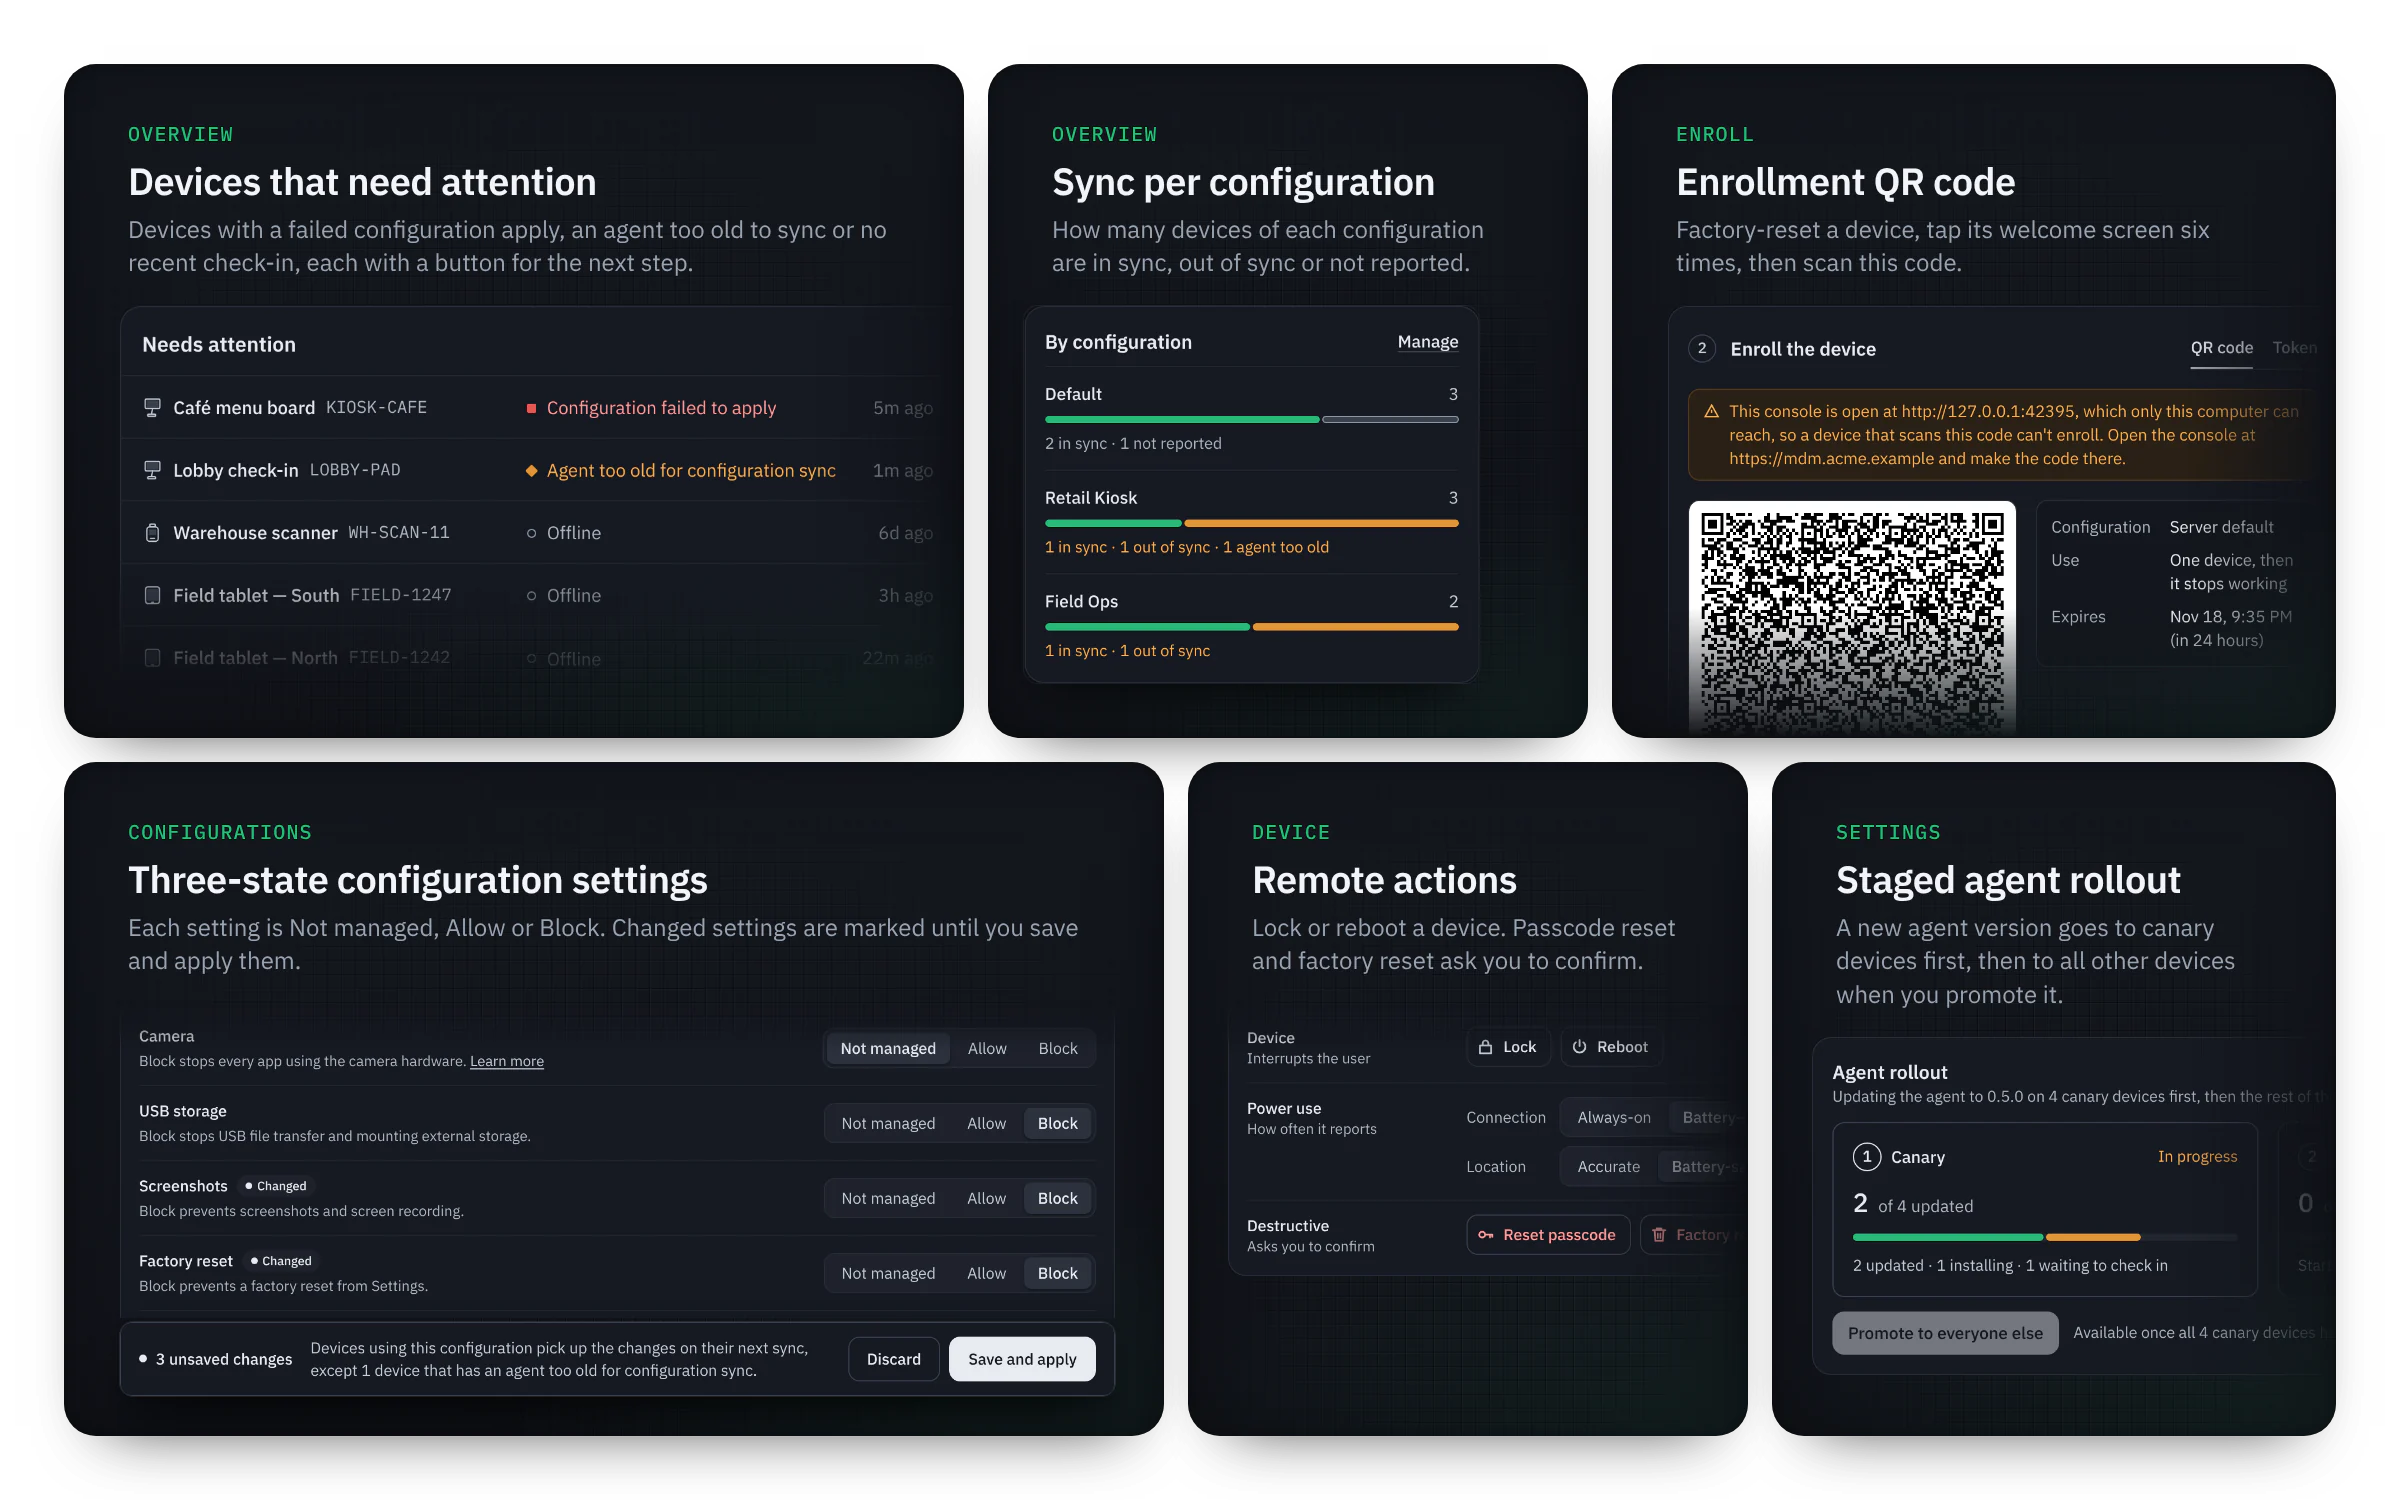 OVERVIEW
Devices that need attention
Devices with a failed configuration apply, an agent too old to sync or no
recent check-in, each with a button for the next step.
Needs attention
Café menu board KIOSK-CAFE Configuration failed to apply 5m ago
Lobby check-in LOBBY-PAD Agent too old for configuration sync 1m ago
Warehouse scanner WH-SCAN-11 Offline 6d ago
Field tablet — South FIELD-1247 Offline 3h ago
Field tablet — North FIELD-1242 Offline 22m ago
OVERVIEW
Sync per configuration
How many devices of each configuration
are in sync, out of sync or not reported.
By configuration Manage
Default 3
2 in sync · 1 not reported
Retail Kiosk 3
1 in sync · 1 out of sync · 1 agent too old
Field Ops 2
1 in sync · 1 out of sync
ENROLL
Enrollment QR code
Factory-reset a device, tap its welcome screen six
times, then scan this code.
2 Enroll the device QR code Token
This console is open at http://127.0.0.1:42395, which only this computer can
reach, so a device that scans this code can't enroll. Open the console at
https://mdm.acme.example and make the code there.
Configuration Server default
Use One device, then
it stops working
Expires Nov 18, 9:35 PM
(in 24 hours)
CONFIGURATIONS
Three-state configuration settings
Each setting is Not managed, Allow or Block. Changed settings are marked until you save
and apply them.
Camera
Block stops every app using the camera hardware. Learn more
Not managed Allow Block
USB storage
Block stops USB file transfer and mounting external storage.
Not managed Allow Block
Screenshots Changed
Block prevents screenshots and screen recording.
Not managed Allow Block
Factory reset Changed
Block prevents a factory reset from Settings.
Not managed Allow Block
3 unsaved changes
Devices using this configuration pick up the changes on their next sync,
except 1 device that has an agent too old for configuration sync.
Discard Save and apply
DEVICE
Remote actions
Lock or reboot a device. Passcode reset
and factory reset ask you to confirm.
Device
Interrupts the user
Lock Reboot
Power use
How often it reports
Connection Always-on Battery-
Location Accurate Battery-s
Destructive
Asks you to confirm
Reset passcode Factory
SETTINGS
Staged agent rollout
A new agent version goes to canary
devices first, then to all other devices
when you promote it.
Agent rollout
Updating the agent to 0.5.0 on 4 canary devices first, then the rest of
1 Canary In progress
2 of 4 updated
2 updated · 1 installing · 1 waiting to check in
2
0
Promote to everyone else Available once all 4 canary devices